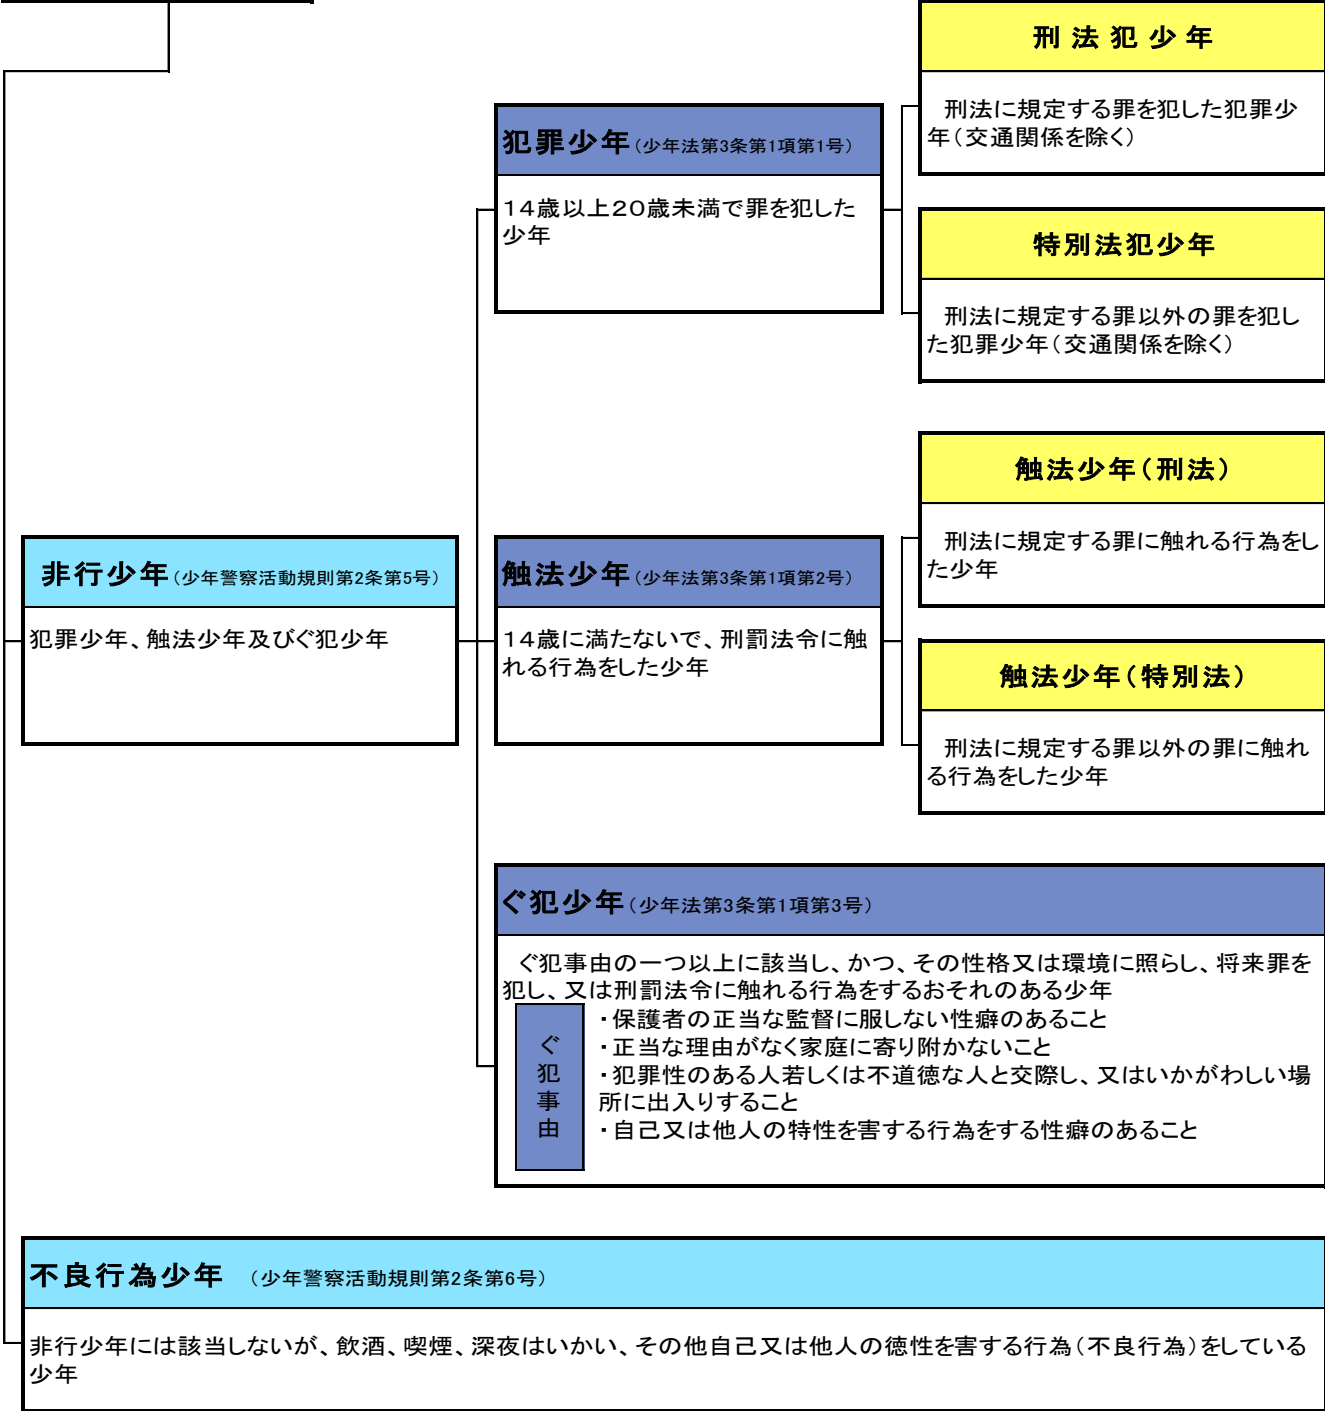 刑法犯少年
刑法に規定する罪を犯した犯罪少
年（交通関係を除く）
犯罪少年（少年法第3条第1項第1号）
１４歳以上２０歳未満で罪を犯した
少年
特別法犯少年
刑法に規定する罪以外の罪を犯し
た犯罪少年（交通関係を除く）
触法少年（刑法）
刑法に規定する罪に触れる行為をし
た少年
非行少年（少年警察活動規則第2条第5号）
犯罪少年、触法少年及びぐ犯少年
触法少年（少年法第3条第1項第2号）
１４歳に満たないで、刑罰法令に触
れる行為をした少年
触法少年（特別法）
刑法に規定する罪以外の罪に触れ
る行為をした少年
ぐ犯少年（少年法第3条第1項第3号）
ぐ犯事由の一つ以上に該当し、かつ、その性格又は環境に照らし、将来罪を
犯し、又は刑罰法令に触れる行為をするおそれのある少年
ぐ犯事由
・保護者の正当な監督に服しない性癖のあること
・正当な理由がなく家庭に寄り附かないこと
・犯罪性のある人若しくは不道徳な人と交際し、又はいかがわしい場
所に出入りすること
・自己又は他人の特性を害する行為をする性癖のあること
不良行為少年　（少年警察活動規則第2条第6号）
非行少年には該当しないが、飲酒、喫煙、深夜はいかい、その他自己又は他人の徳性を害する行為（不良行為）をしている
少年